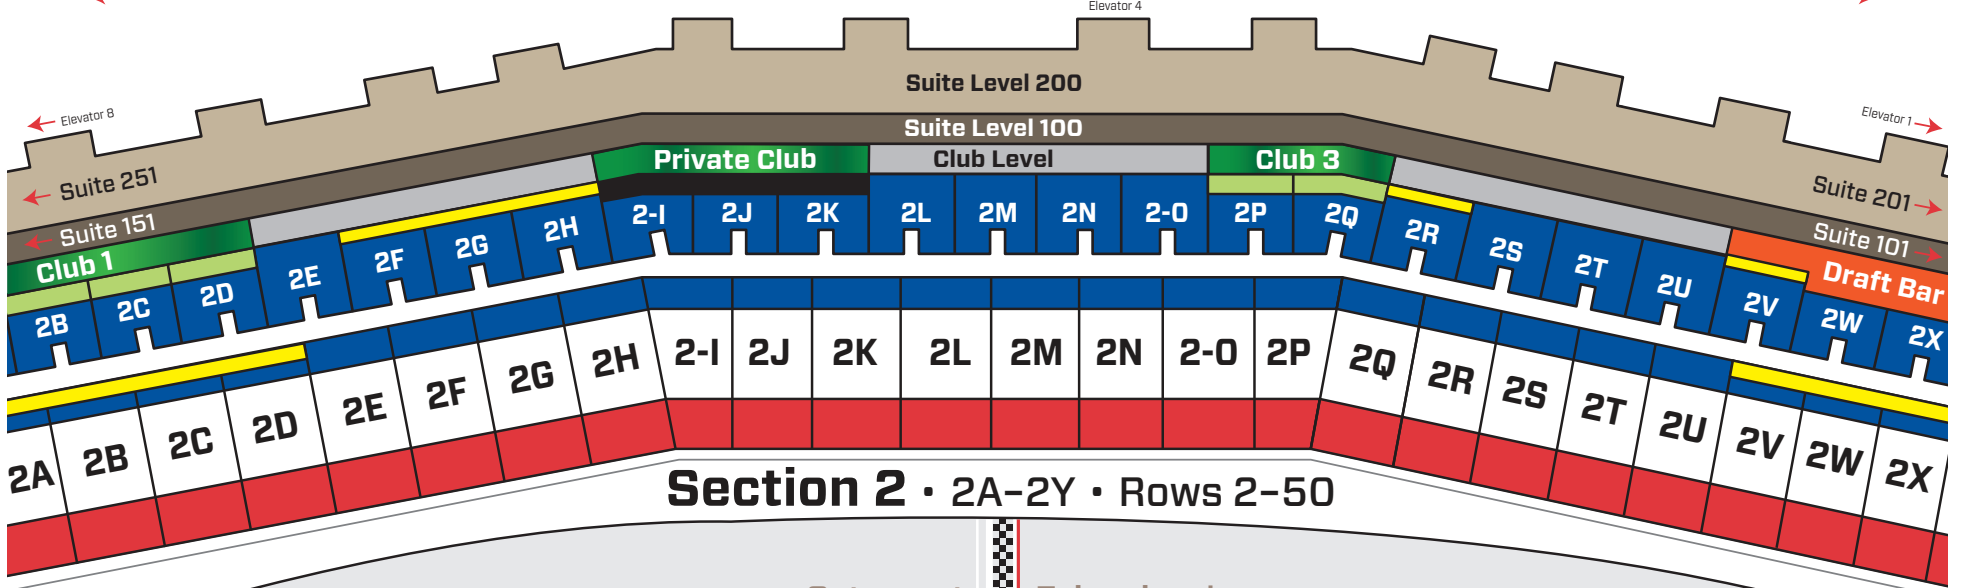 Elevator 4
Suite Level 200
Elevator 8
Elevator 1
Suite Level 100
Suite 251
Suite 201
Private Club
Club Level
Club 3
Suite 151
Suite 101
Club 1
Draft Bar
2B 2C 2D 2E 2F 2G 2H 2-I 2J 2K 2L 2M 2N 2-O 2P 2Q 2R 2S 2T 2U 2V 2W 2X
2A 2B 2C 2D 2E 2F 2G 2H 2-I 2J 2K 2L 2M 2N 2-O 2P 2Q 2R 2S 2T 2U 2V 2W 2X
Section 2 • 2A–2Y • Rows 2–50